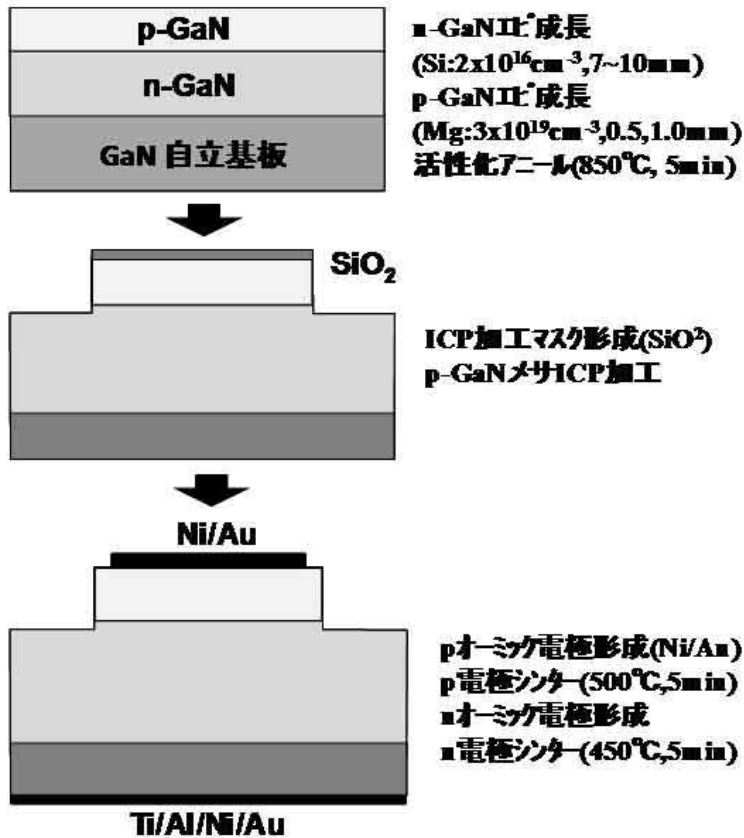 p-GaN
n-GaN
GaN 自立基板
n-GaNエピ成長
(Si:2x10¹⁶cm⁻³,7~10mm)
p-GaNエピ成長
(Mg:3x10¹⁹cm⁻³,0.5,1.0mm)
活性化アニール(850℃, 5min)
SiO₂
ICP加工マスク形成(SiO²)
p-GaNメサICP加工
Ni/Au
pオーミック電極形成(Ni/Au)
p電極シンター(500℃,5min)
nオーミック電極形成
n電極シンター(450℃,5min)
Ti/Al/Ni/Au